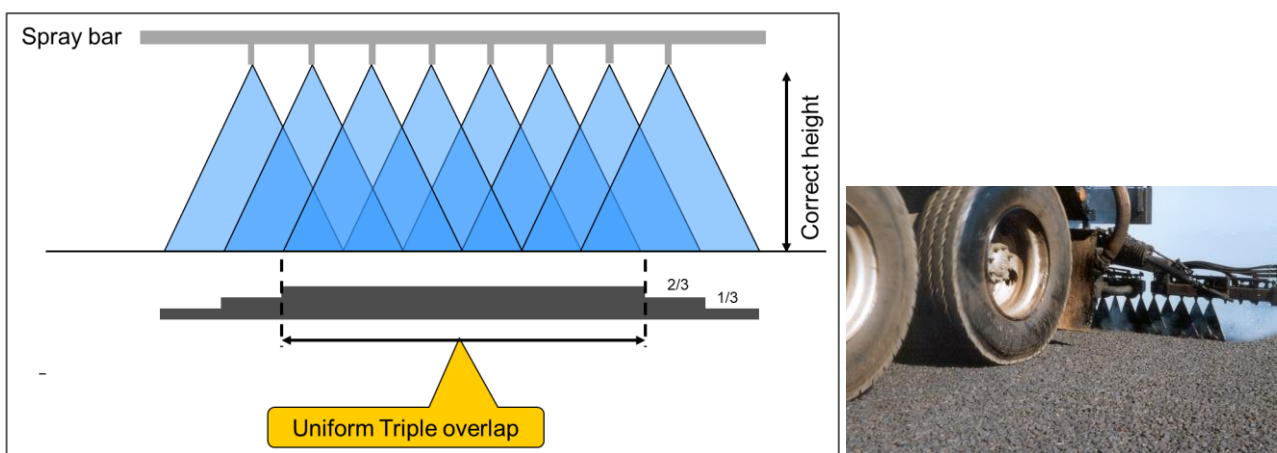 Spray bar
Correct height
2/3
1/3
Uniform Triple overlap